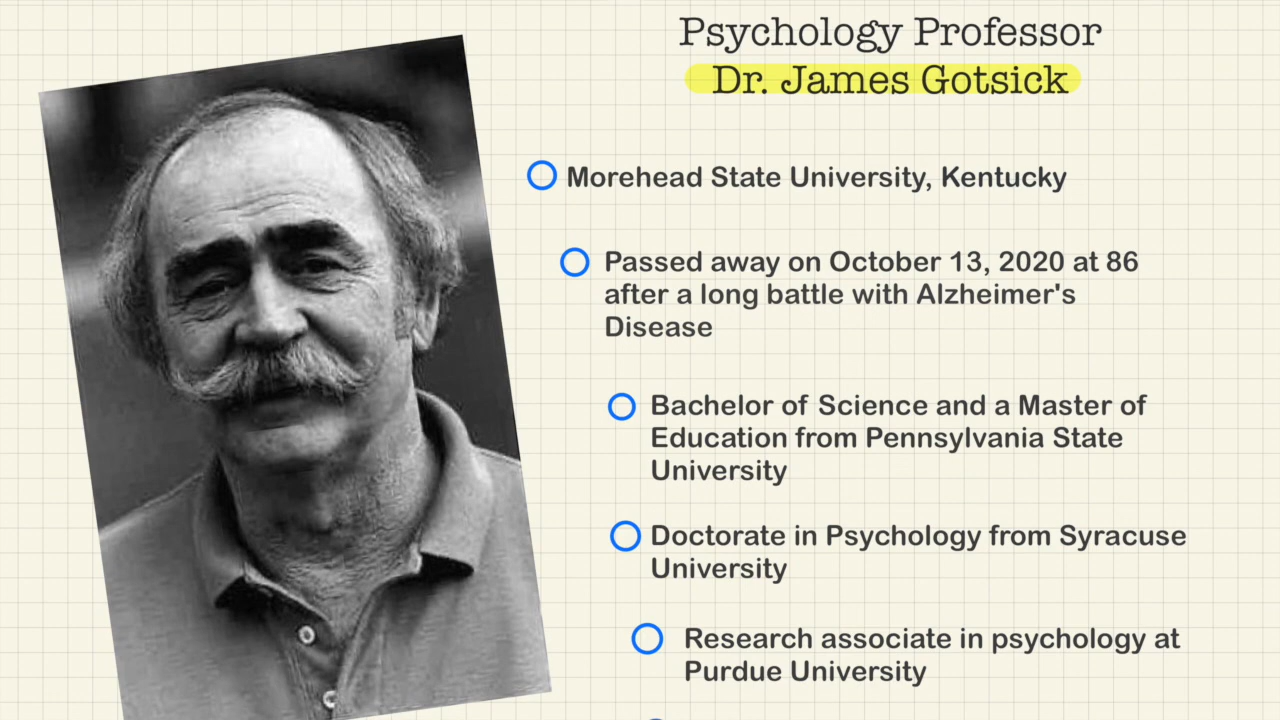 Psychology Professor
Dr. James Gotsick
Morehead State University, Kentucky
Passed away on October 13, 2020 at 86
after a long battle with Alzheimer's
Disease
Bachelor of Science and a Master of
Education from Pennsylvania State
University
Doctorate in Psychology from Syracuse
University
Research associate in psychology at
Purdue University